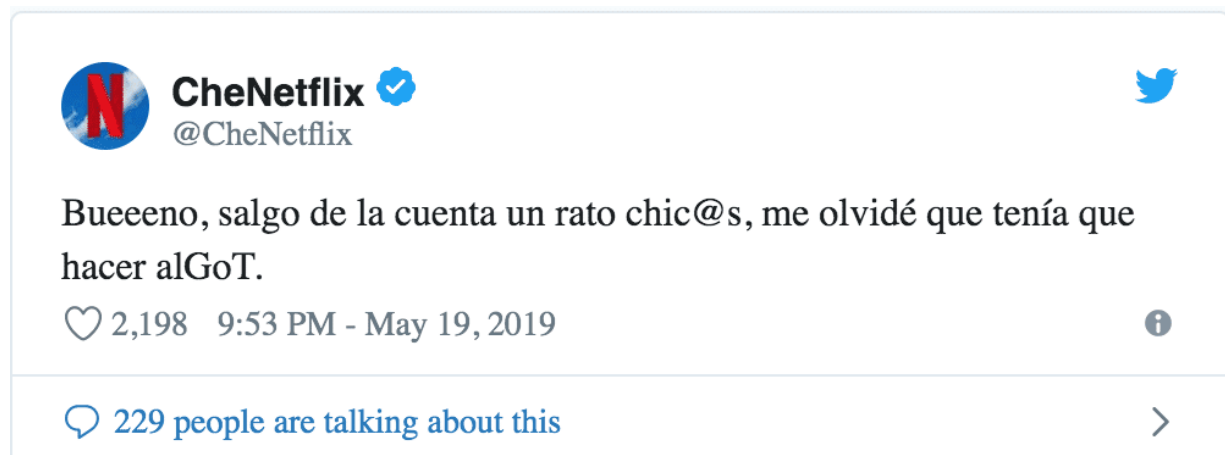 CheNetflix
@CheNetflix
Bueeeno, salgo de la cuenta un rato chic@s, me olvidé que tenía que
hacer alGoT.
2,198 9:53 PM - May 19, 2019
229 people are talking about this